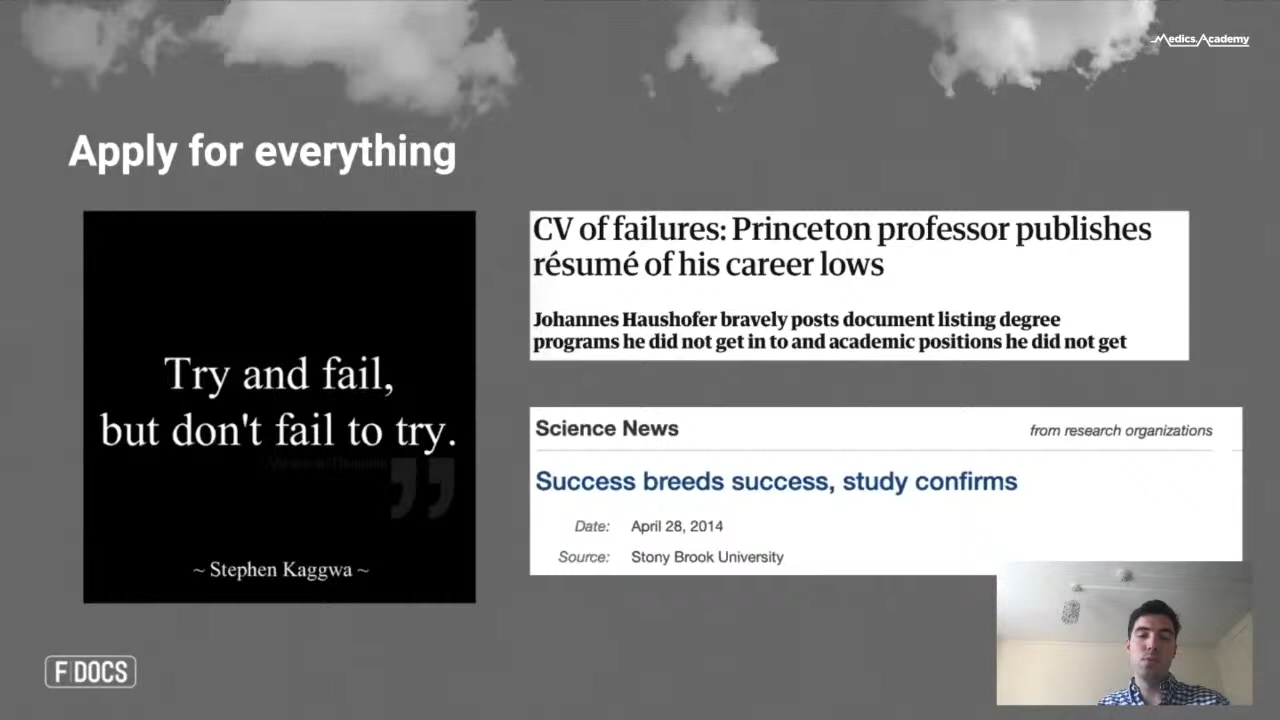 Medics.Academy
Apply for everything
Try and fail,
but don't fail to try.
~ Stephen Kaggwa ~
CV of failures: Princeton professor publishes
résumé of his career lows
Johannes Haushofer bravely posts document listing degree
programs he did not get in to and academic positions he did not get
Science News
from research organizations
Success breeds success, study confirms
Date: April 28, 2014
Source: Stony Brook University
F|DOCS